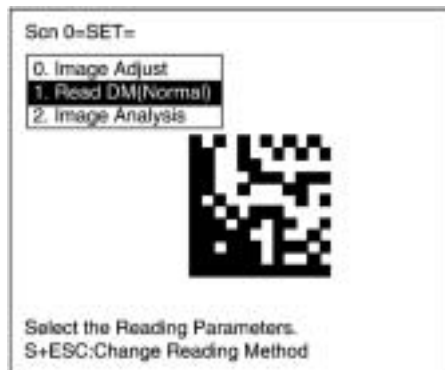 Scn 0=SET=
0. Image Adjust
1. Read DM(Normal)
2. Image Analysis
Select the Reading Parameters.
S+ESC:Change Reading Method